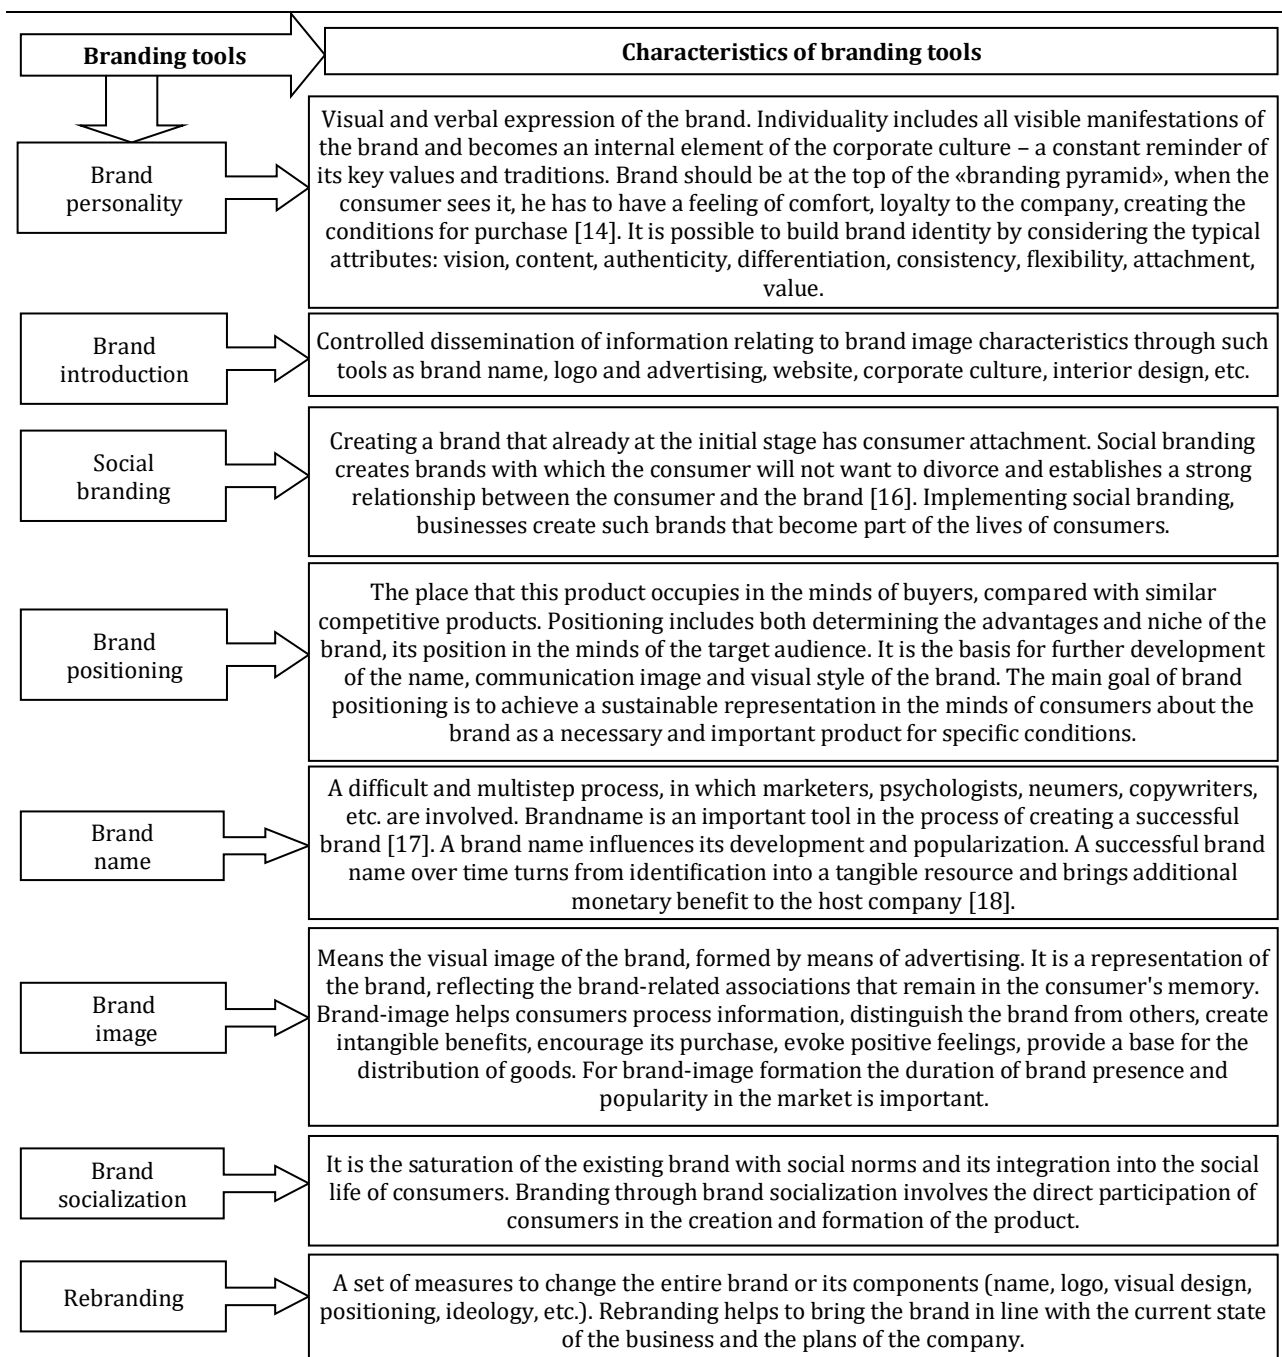 Branding tools
Characteristics of branding tools
Brand
personality
Visual and verbal expression of the brand. Individuality includes all visible manifestations of
the brand and becomes an internal element of the corporate culture – a constant reminder of
its key values and traditions. Brand should be at the top of the «branding pyramid», when the
consumer sees it, he has to have a feeling of comfort, loyalty to the company, creating the
conditions for purchase [14]. It is possible to build brand identity by considering the typical
attributes: vision, content, authenticity, differentiation, consistency, flexibility, attachment,
value.
Brand
introduction
Controlled dissemination of information relating to brand image characteristics through such
tools as brand name, logo and advertising, website, corporate culture, interior design, etc.
Social
branding
Creating a brand that already at the initial stage has consumer attachment. Social branding
creates brands with which the consumer will not want to divorce and establishes a strong
relationship between the consumer and the brand [16]. Implementing social branding,
businesses create such brands that become part of the lives of consumers.
Brand
positioning
The place that this product occupies in the minds of buyers, compared with similar
competitive products. Positioning includes both determining the advantages and niche of the
brand, its position in the minds of the target audience. It is the basis for further development
of the name, communication image and visual style of the brand. The main goal of brand
positioning is to achieve a sustainable representation in the minds of consumers about the
brand as a necessary and important product for specific conditions.
Brand
name
A difficult and multistep process, in which marketers, psychologists, neumers, copywriters,
etc. are involved. Brandname is an important tool in the process of creating a successful
brand [17]. A brand name influences its development and popularization. A successful brand
name over time turns from identification into a tangible resource and brings additional
monetary benefit to the host company [18].
Brand
image
Means the visual image of the brand, formed by means of advertising. It is a representation of
the brand, reflecting the brand-related associations that remain in the consumer's memory.
Brand-image helps consumers process information, distinguish the brand from others, create
intangible benefits, encourage its purchase, evoke positive feelings, provide a base for the
distribution of goods. For brand-image formation the duration of brand presence and
popularity in the market is important.
Brand
socialization
It is the saturation of the existing brand with social norms and its integration into the social
life of consumers. Branding through brand socialization involves the direct participation of
consumers in the creation and formation of the product.
Rebranding
A set of measures to change the entire brand or its components (name, logo, visual design,
positioning, ideology, etc.). Rebranding helps to bring the brand in line with the current state
of the business and the plans of the company.